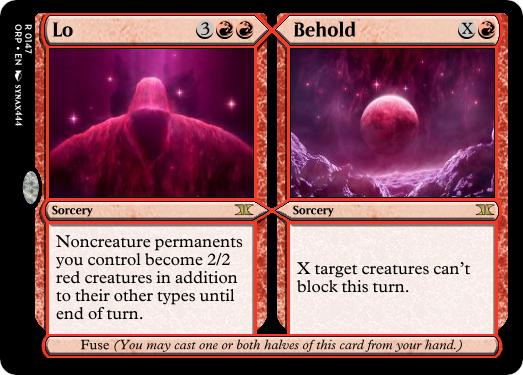 Lo 3
Sorcery
Noncreature permanents
you control become 2/2
red creatures in addition
to their other types until
end of turn.
Behold X
Sorcery
X target creatures can't
block this turn.
Fuse (You may cast one or both halves of this card from your hand.)
R 0147
ORP • EN SYNAX444